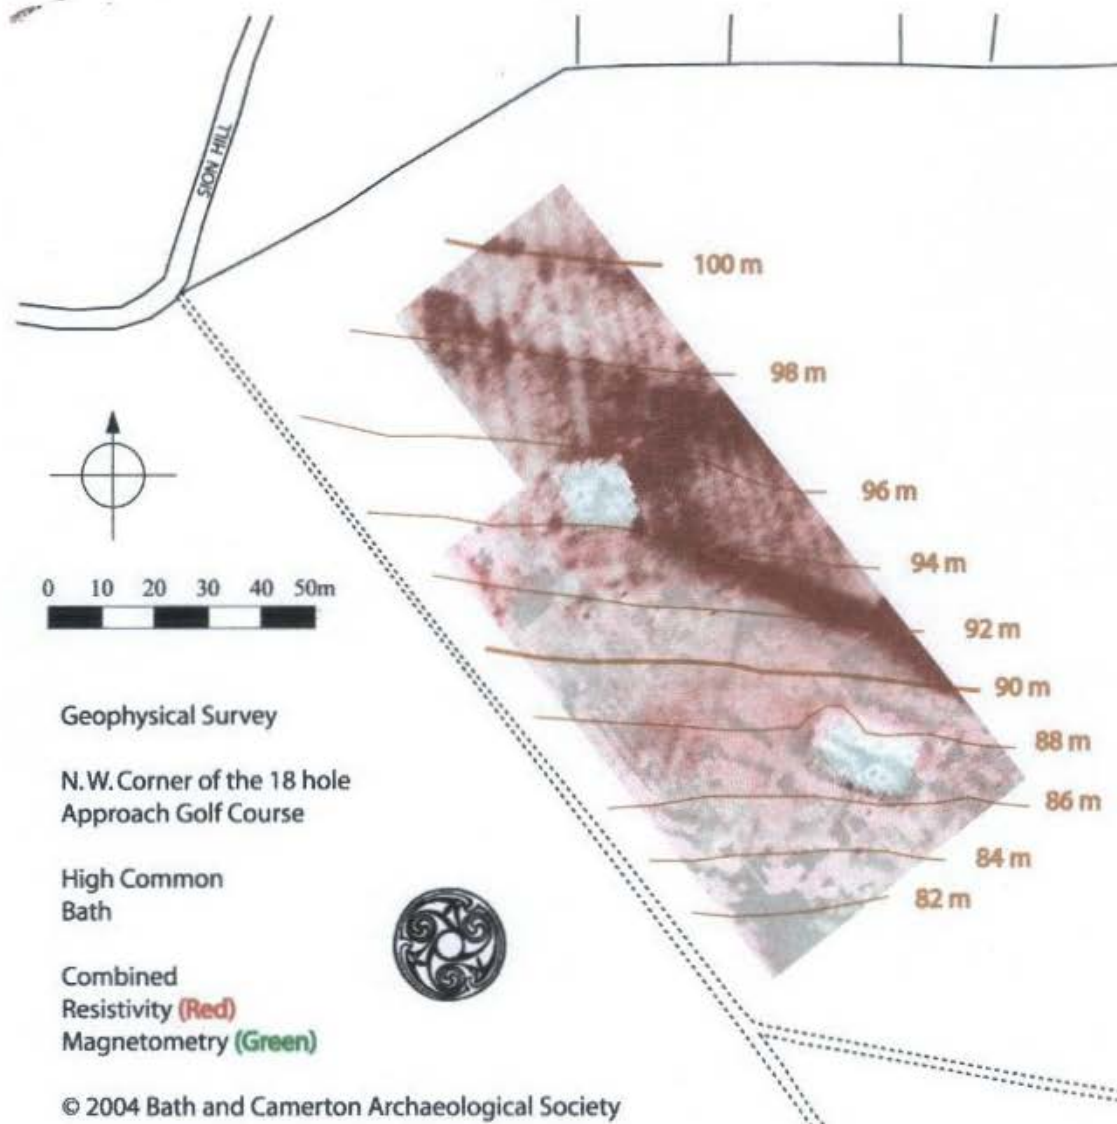 SION HILL
100 m
98 m
96 m
94 m
92 m
90 m
88 m
86 m
84 m
82 m
0 10 20 30 40 50m
Geophysical Survey
N.W. Corner of the 18 hole
Approach Golf Course
High Common
Bath
Combined
Resistivity (Red)
Magnetometry (Green)
© 2004 Bath and Camerton Archaeological Society